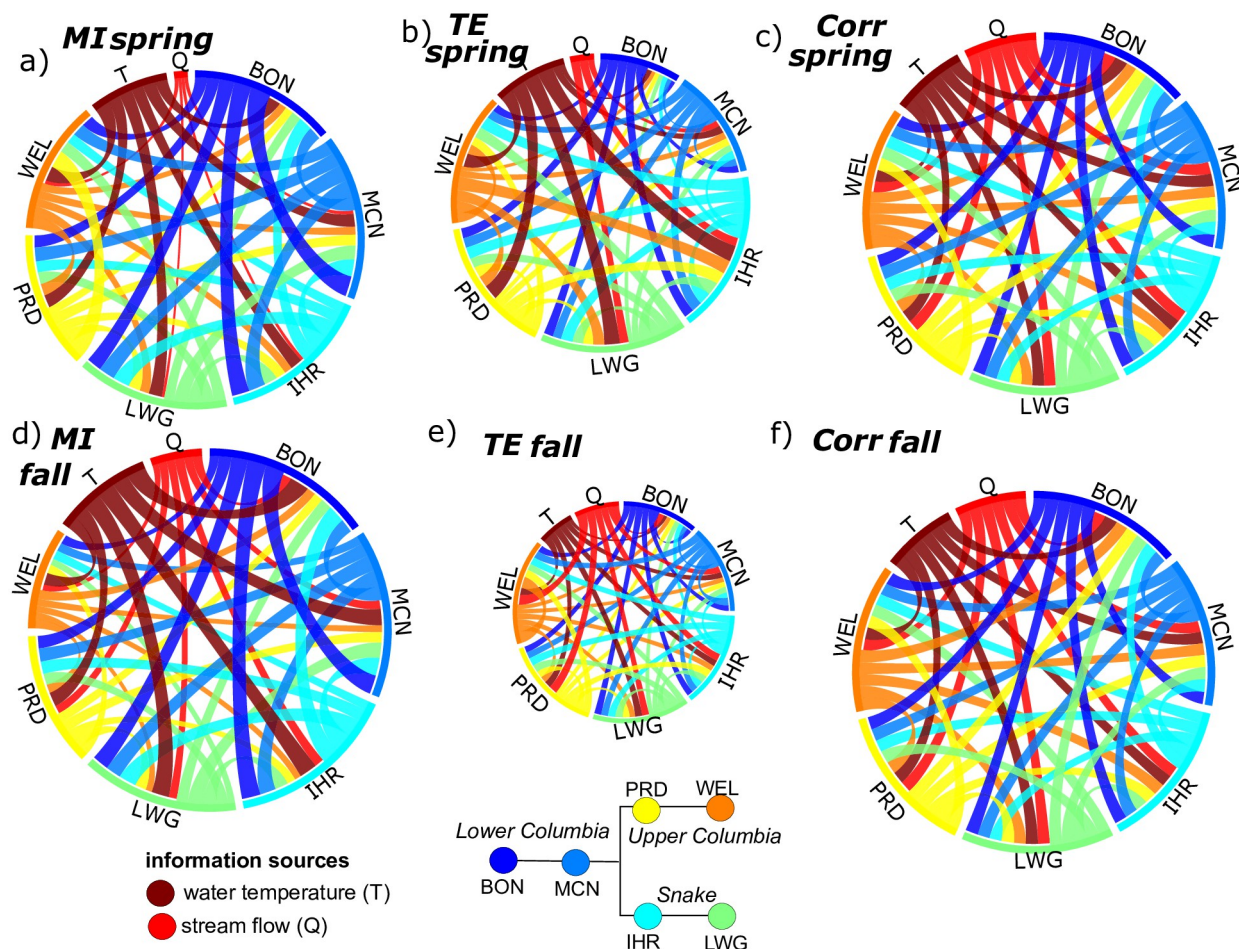 a) MI spring
T
Q
BON
MCN
IHR
LWG
PRD
WEL
b) TE
spring
T
Q
BON
MCN
IHR
LWG
PRD
WEL
c) Corr
spring
T
Q
BON
MCN
IHR
LWG
PRD
WEL
d) MI
fall
T
Q
BON
MCN
IHR
LWG
PRD
WEL
e) TE fall
T
Q
BON
MCN
IHR
LWG
PRD
WEL
f) Corr fall
T
Q
BON
MCN
IHR
LWG
PRD
WEL
information sources
water temperature (T)
stream flow (Q)
PRD WEL
Lower Columbia Upper Columbia
BON MCN
Snake
IHR LWG